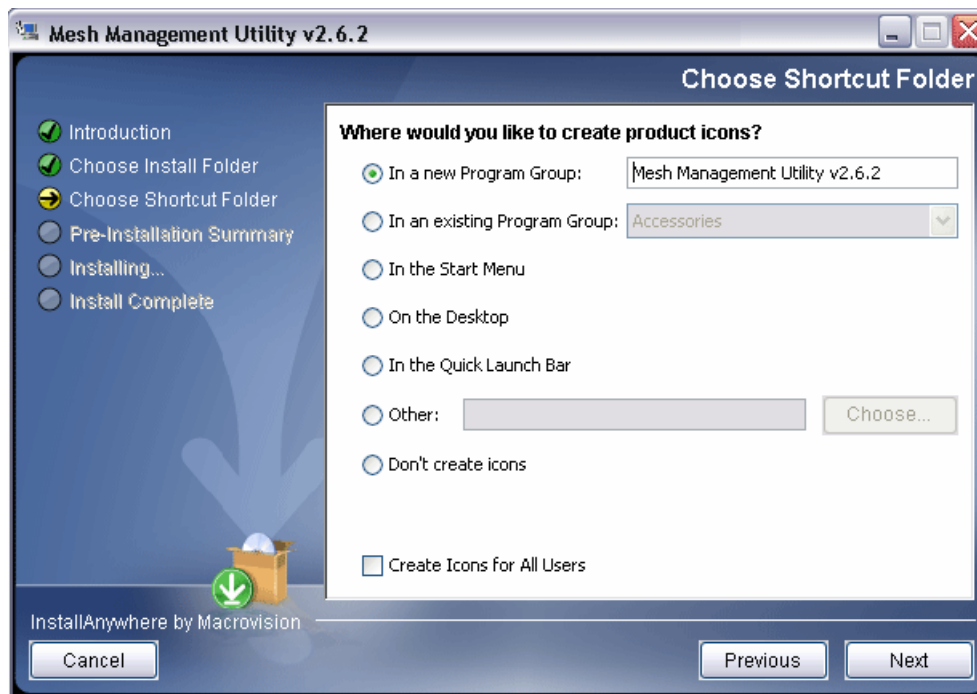 Mesh Management Utility v2.6.2
Choose Shortcut Folder
Introduction
Choose Install Folder
Choose Shortcut Folder
Pre-Installation Summary
Installing...
Install Complete
Where would you like to create product icons?
In a new Program Group: Mesh Management Utility v2.6.2
In an existing Program Group: Accessories
In the Start Menu
On the Desktop
In the Quick Launch Bar
Other: Choose...
Don't create icons
Create Icons for All Users
InstallAnywhere by Macrovision
Cancel Previous Next